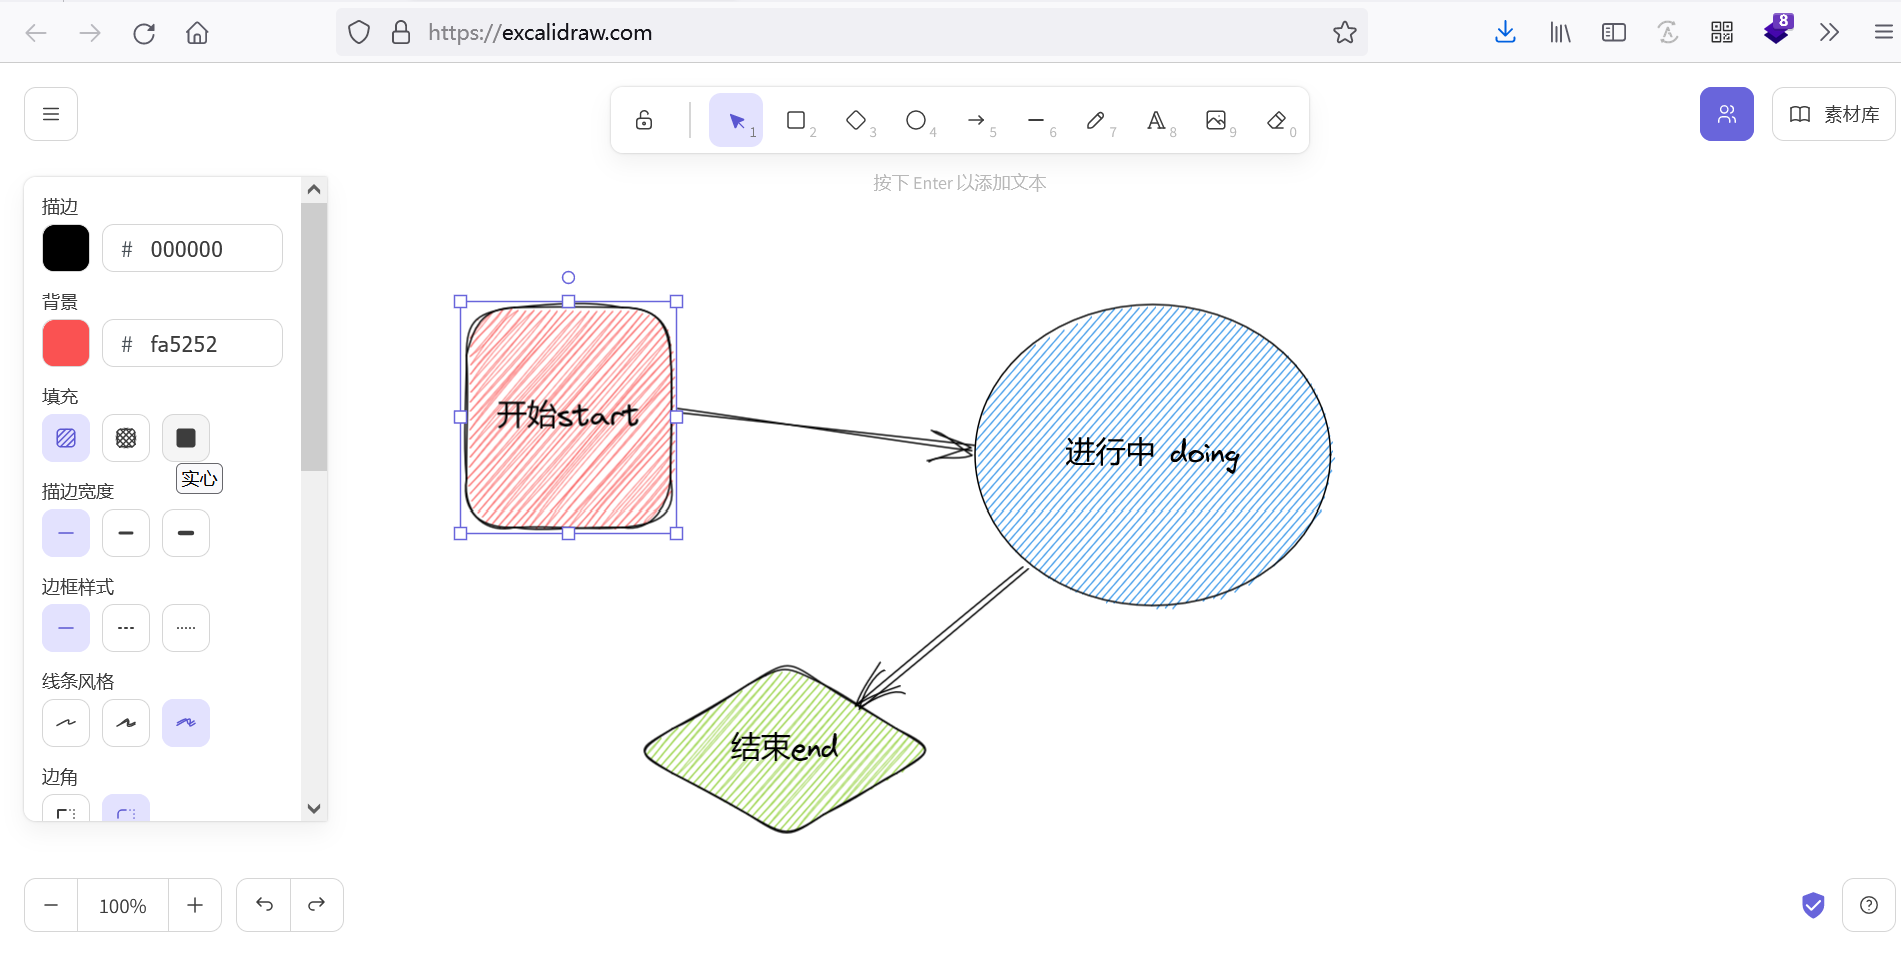 8
https://excalidraw.com
1
2
3
4
5
6
7
8
9
0
素材库
按下 Enter 以添加文本
描边
# 000000
背景
# fa5252
填充
实心
描边宽度
边框样式
线条风格
边角
开始start
进行中 doing
结束end
100%